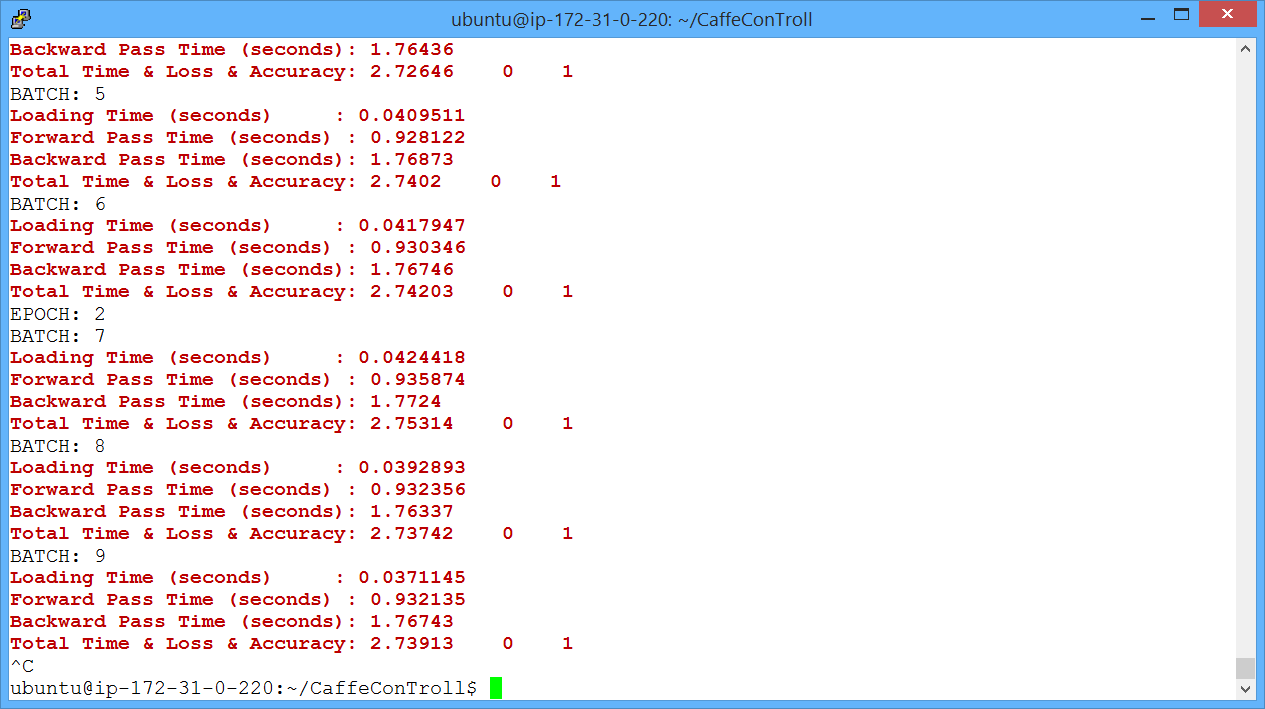 ubuntu@ip-172-31-0-220: ~/CaffeConTroll
Backward Pass Time (seconds): 1.76436
Total Time & Loss & Accuracy: 2.72646    0    1
BATCH: 5
Loading Time (seconds)      : 0.0409511
Forward Pass Time (seconds) : 0.928122
Backward Pass Time (seconds): 1.76873
Total Time & Loss & Accuracy: 2.7402    0    1
BATCH: 6
Loading Time (seconds)      : 0.0417947
Forward Pass Time (seconds) : 0.930346
Backward Pass Time (seconds): 1.76746
Total Time & Loss & Accuracy: 2.74203    0    1
EPOCH: 2
BATCH: 7
Loading Time (seconds)      : 0.0424418
Forward Pass Time (seconds) : 0.935874
Backward Pass Time (seconds): 1.7724
Total Time & Loss & Accuracy: 2.75314    0    1
BATCH: 8
Loading Time (seconds)      : 0.0392893
Forward Pass Time (seconds) : 0.932356
Backward Pass Time (seconds): 1.76337
Total Time & Loss & Accuracy: 2.73742    0    1
BATCH: 9
Loading Time (seconds)      : 0.0371145
Forward Pass Time (seconds) : 0.932135
Backward Pass Time (seconds): 1.76743
Total Time & Loss & Accuracy: 2.73913    0    1
^C
ubuntu@ip-172-31-0-220:~/CaffeConTroll$